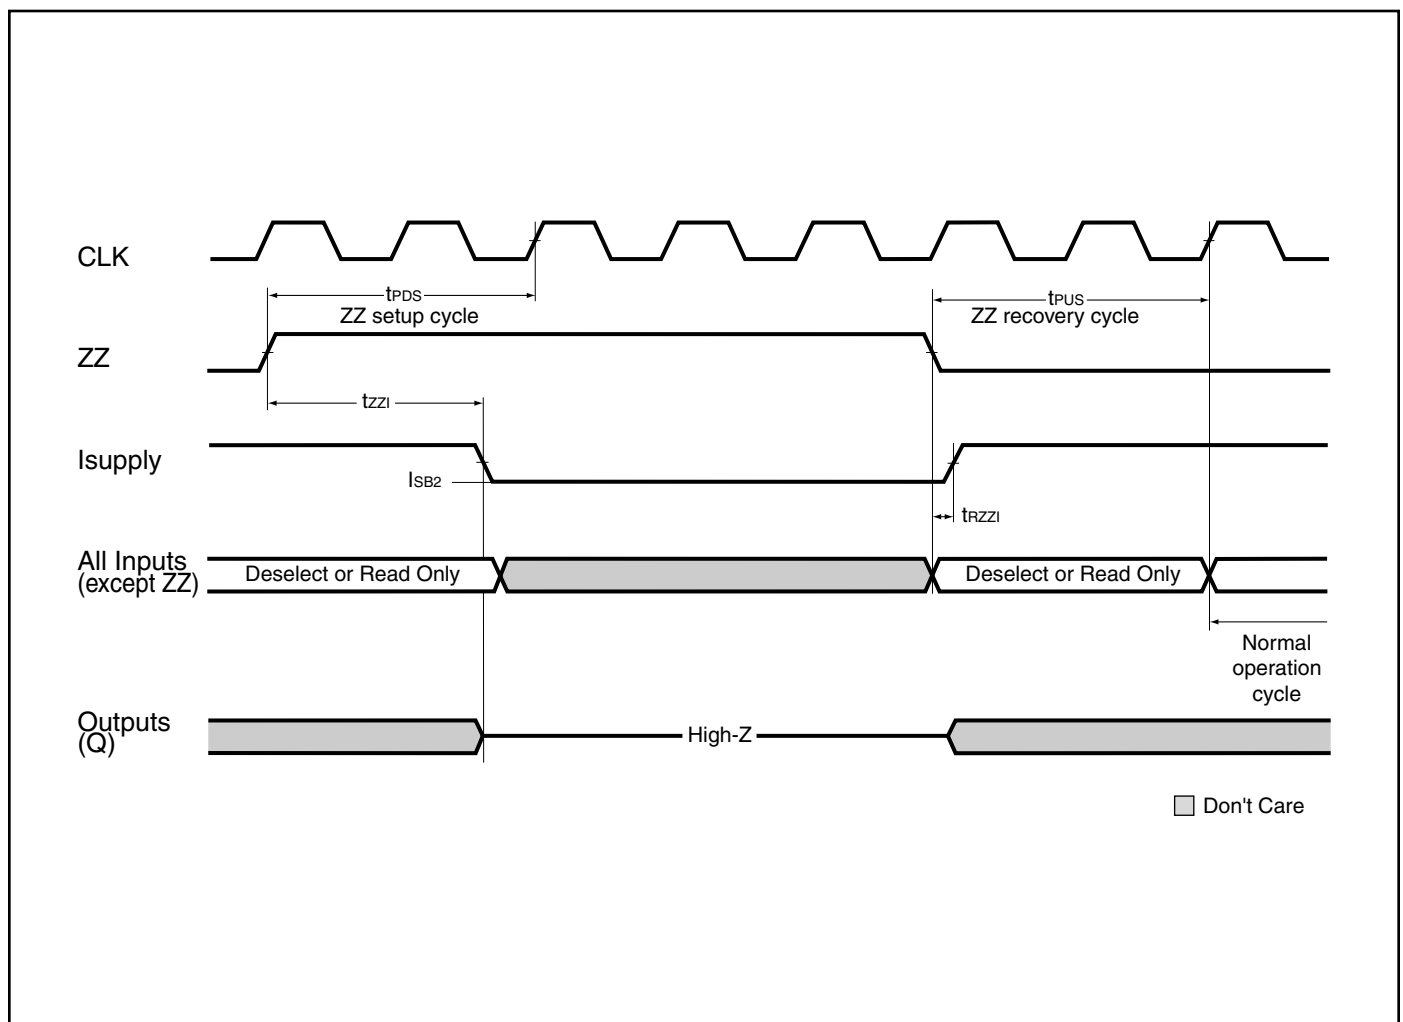 CLK
tPDS
ZZ setup cycle
tPUS
ZZ recovery cycle
ZZ
tZZI
Isupply
ISB2
tRZZI
All Inputs
(except ZZ)
Deselect or Read Only
Deselect or Read Only
Normal
operation
cycle
Outputs
(Q)
High-Z
Don't Care